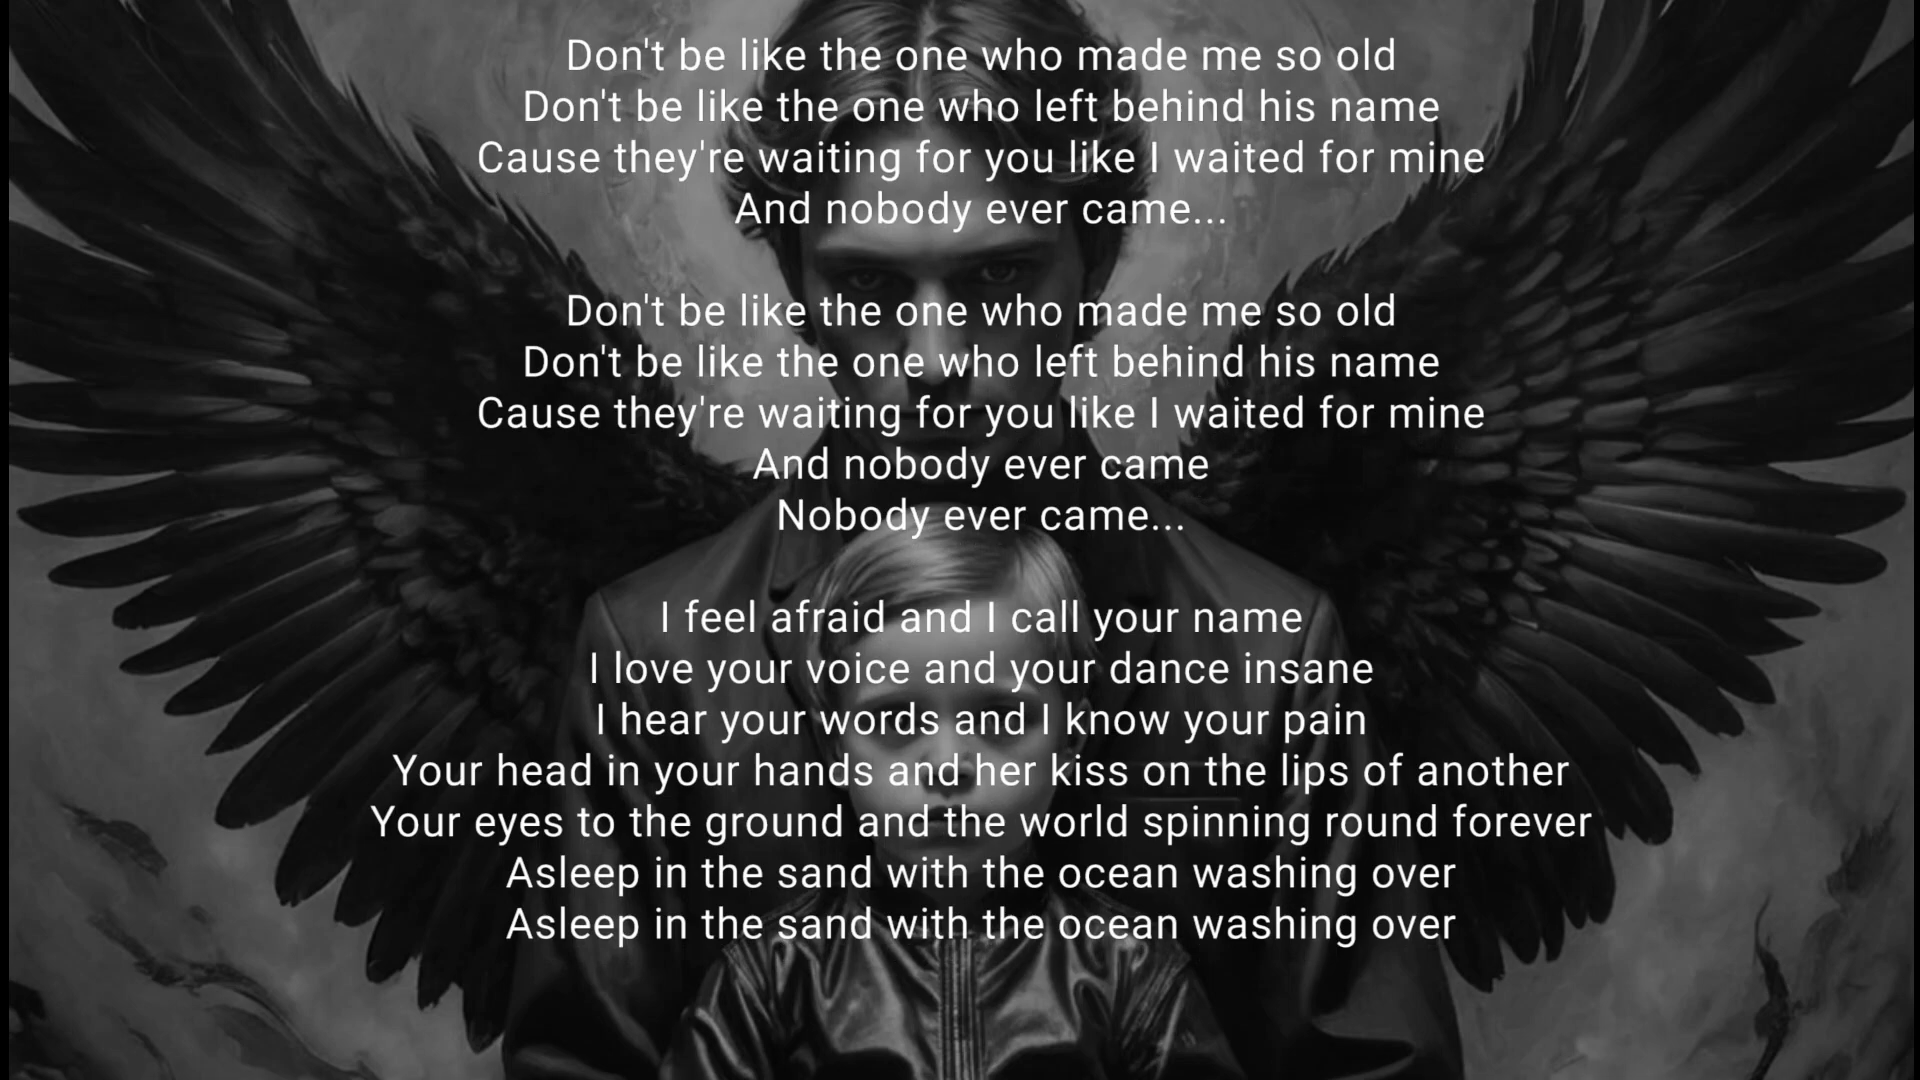 Don't be like the one who made me so old
Don't be like the one who left behind his name
Cause they're waiting for you like I waited for mine
And nobody ever came...
Don't be like the one who made me so old
Don't be like the one who left behind his name
Cause they're waiting for you like I waited for mine
And nobody ever came
Nobody ever came...
I feel afraid and I call your name
I love your voice and your dance insane
I hear your words and I know your pain
Your head in your hands and her kiss on the lips of another
Your eyes to the ground and the world spinning round forever
Asleep in the sand with the ocean washing over
Asleep in the sand with the ocean washing over